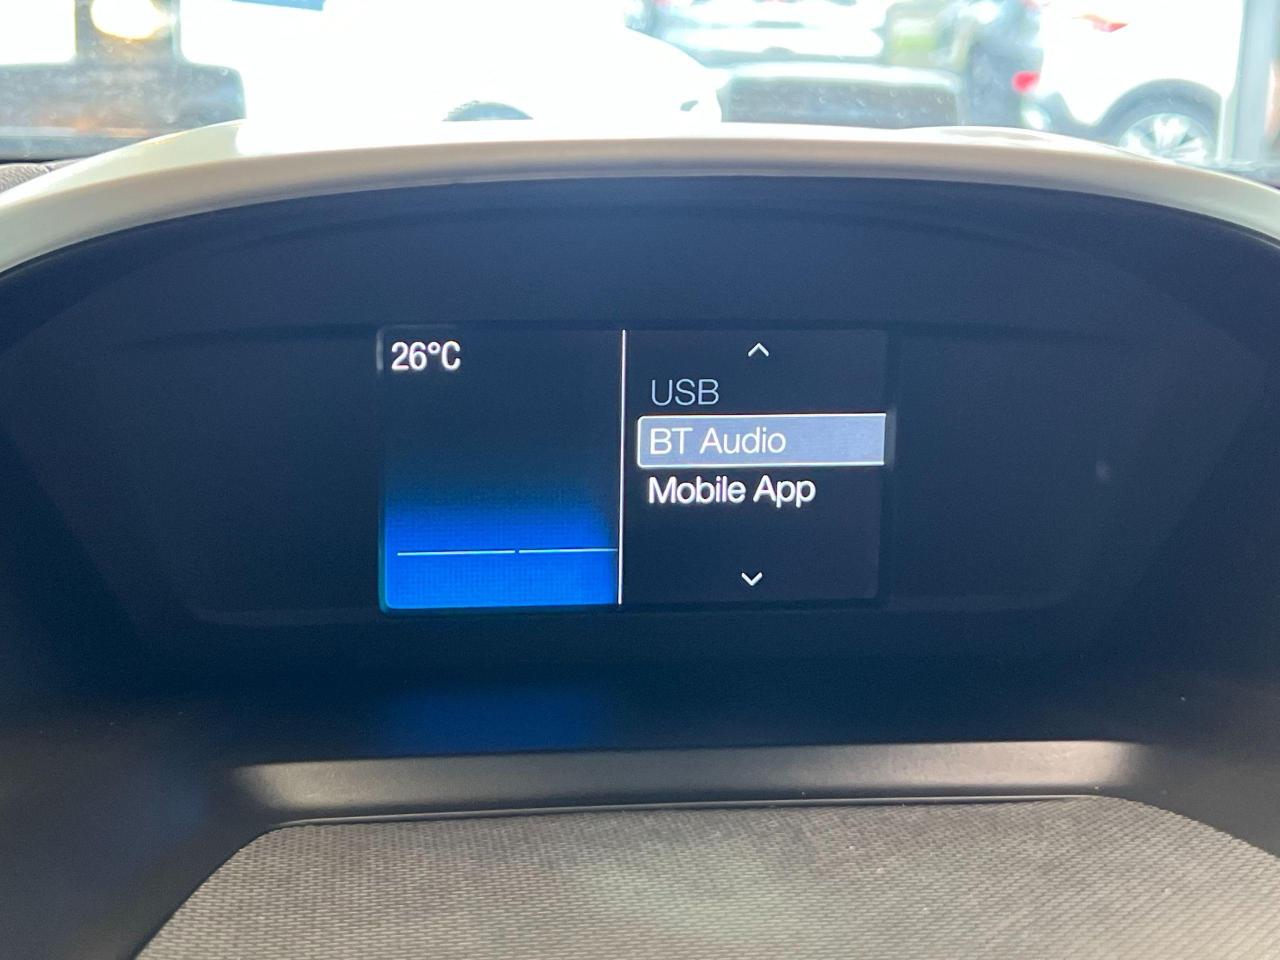 26°C
USB
BT Audio
Mobile App